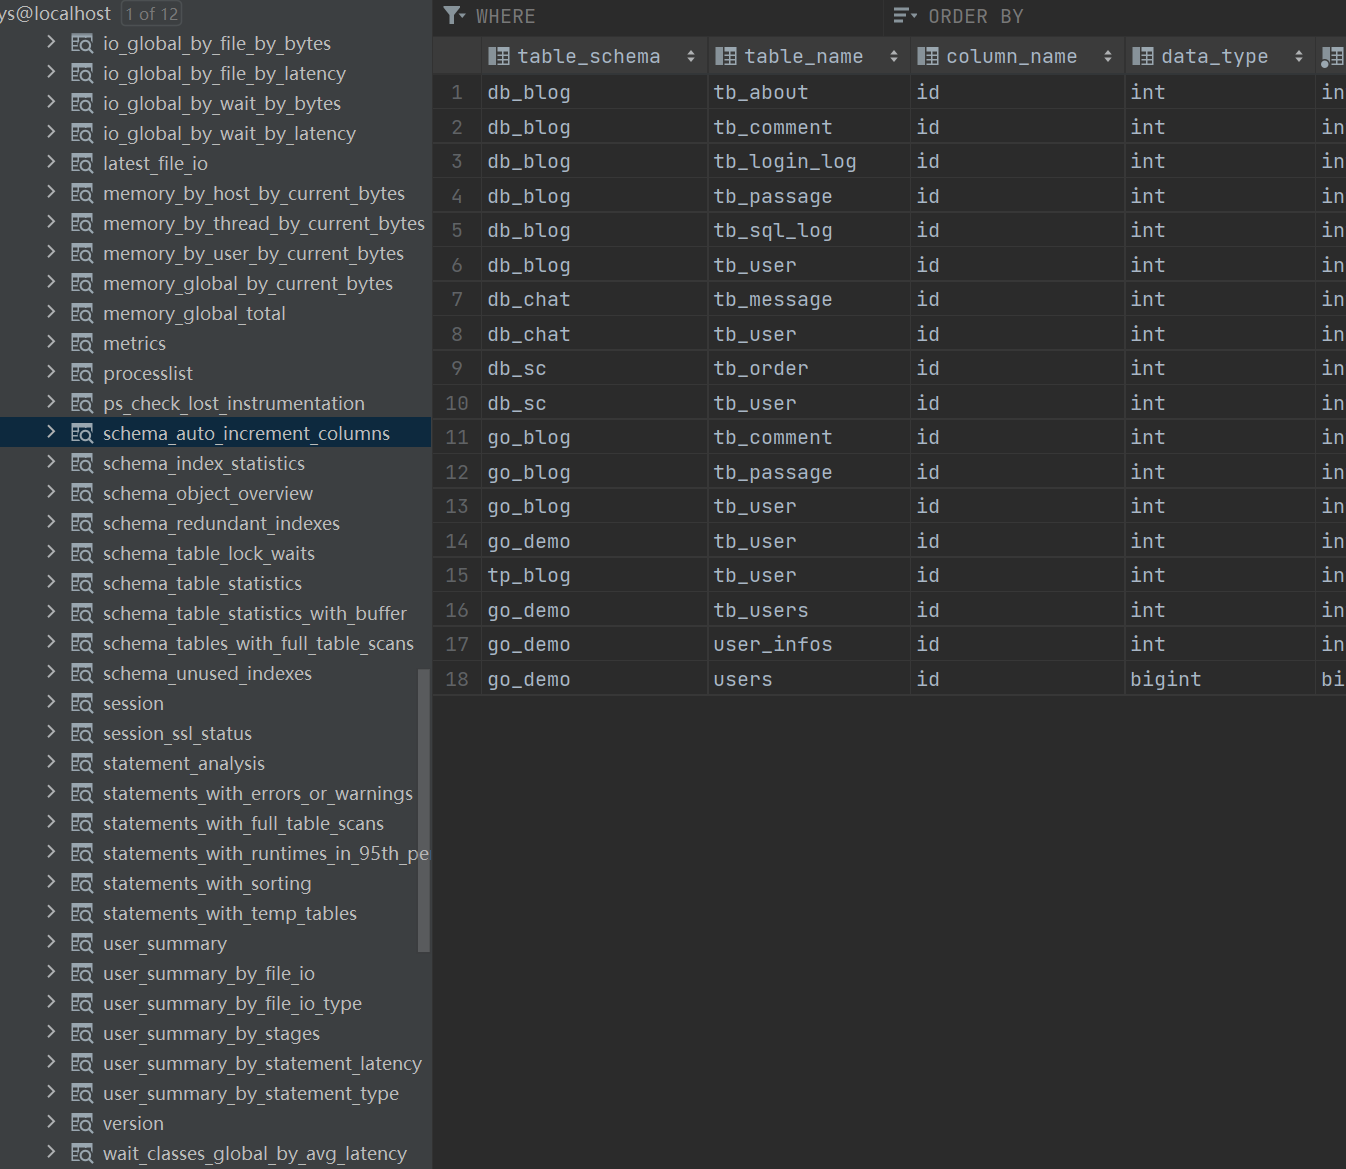 ys@localhost 1 of 12
io_global_by_file_by_bytes
io_global_by_file_by_latency
io_global_by_wait_by_bytes
io_global_by_wait_by_latency
latest_file_io
memory_by_host_by_current_bytes
memory_by_thread_by_current_bytes
memory_by_user_by_current_bytes
memory_global_by_current_bytes
memory_global_total
metrics
processlist
ps_check_lost_instrumentation
schema_auto_increment_columns
schema_index_statistics
schema_object_overview
schema_redundant_indexes
schema_table_lock_waits
schema_table_statistics
schema_table_statistics_with_buffer
schema_tables_with_full_table_scans
schema_unused_indexes
session
session_ssl_status
statement_analysis
statements_with_errors_or_warnings
statements_with_full_table_scans
statements_with_runtimes_in_95th_pe
statements_with_sorting
statements_with_temp_tables
user_summary
user_summary_by_file_io
user_summary_by_file_io_type
user_summary_by_stages
user_summary_by_statement_latency
user_summary_by_statement_type
version
wait_classes_global_by_avg_latency
WHERE ORDER BY
table_schema table_name column_name data_type
1 db_blog tb_about id int in
2 db_blog tb_comment id int in
3 db_blog tb_login_log id int in
4 db_blog tb_passage id int in
5 db_blog tb_sql_log id int in
6 db_blog tb_user id int in
7 db_chat tb_message id int in
8 db_chat tb_user id int in
9 db_sc tb_order id int in
10 db_sc tb_user id int in
11 go_blog tb_comment id int in
12 go_blog tb_passage id int in
13 go_blog tb_user id int in
14 go_demo tb_user id int in
15 tp_blog tb_user id int in
16 go_demo tb_users id int in
17 go_demo user_infos id int in
18 go_demo users id bigint bi